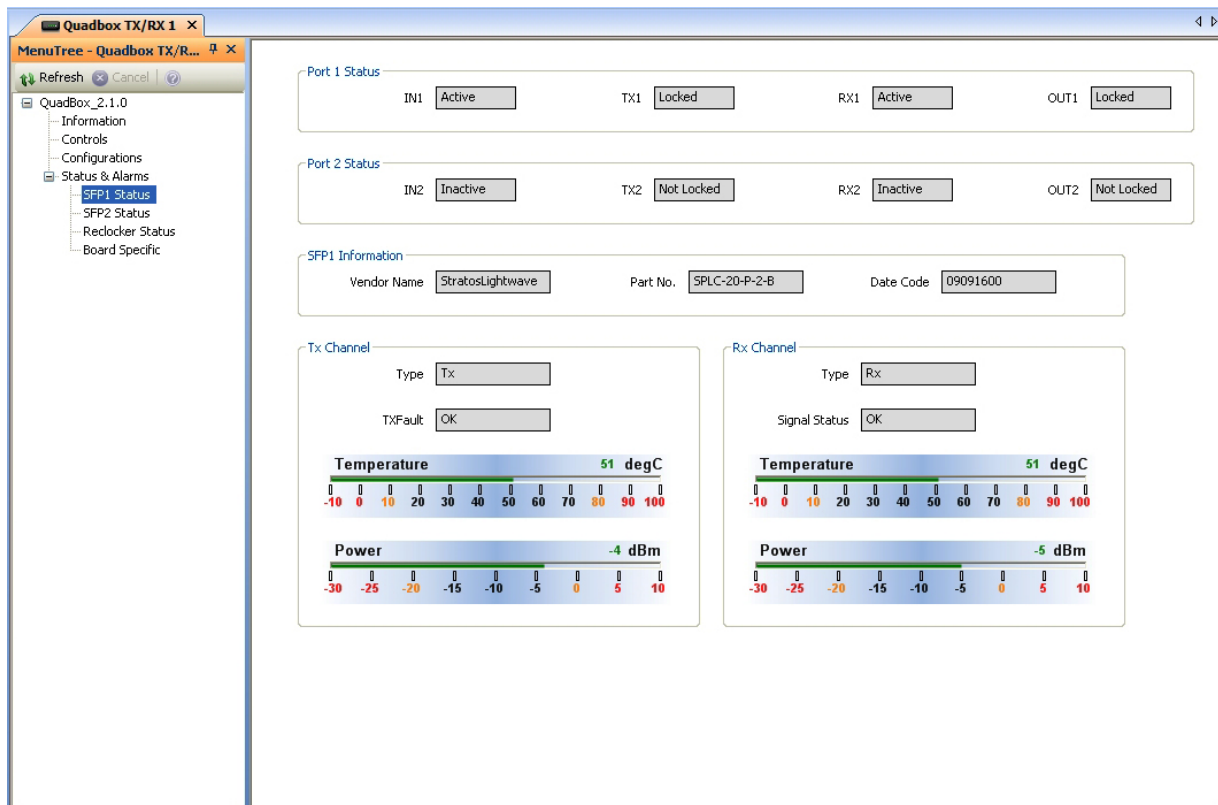 Quadbox TX/RX 1
MenuTree - Quadbox TX/R...
Refresh Cancel
QuadBox_2.1.0
Information
Controls
Configurations
Status & Alarms
SFP1 Status
SFP2 Status
Reclocker Status
Board Specific
Port 1 Status
IN1 Active TX1 Locked RX1 Active OUT1 Locked
Port 2 Status
IN2 Inactive TX2 Not Locked RX2 Inactive OUT2 Not Locked
SFP1 Information
Vendor Name StratosLightwave Part No. SPLC-20-P-2-B Date Code 09091600
Tx Channel
Type Tx
TXFault OK
Temperature 51 degC
-10 0 10 20 30 40 50 60 70 80 90 100
Power -4 dBm
-30 -25 -20 -15 -10 -5 0 5 10
Rx Channel
Type Rx
Signal Status OK
Temperature 51 degC
-10 0 10 20 30 40 50 60 70 80 90 100
Power -5 dBm
-30 -25 -20 -15 -10 -5 0 5 10